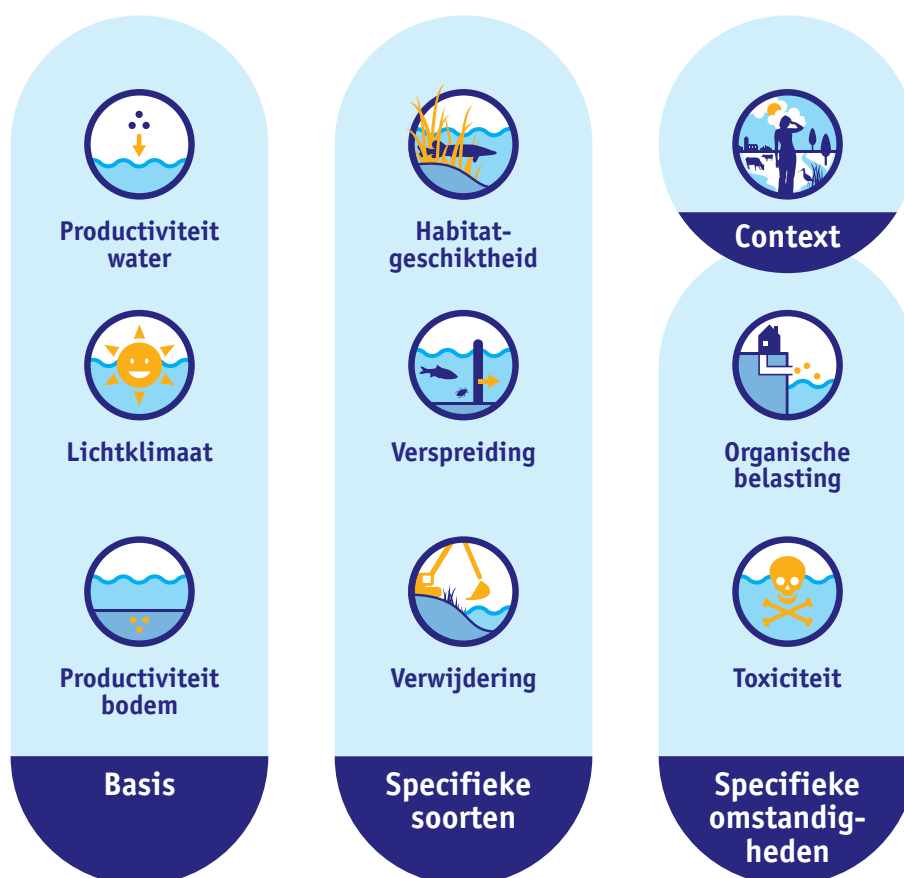 Productiviteit
water
Lichtklimaat
Productiviteit
bodem
Basis
Habitat-
geschiktheid
Verspreiding
Verwijdering
Specifieke
soorten
Context
Organische
belasting
Toxiciteit
Specifieke
omstandig-
heden